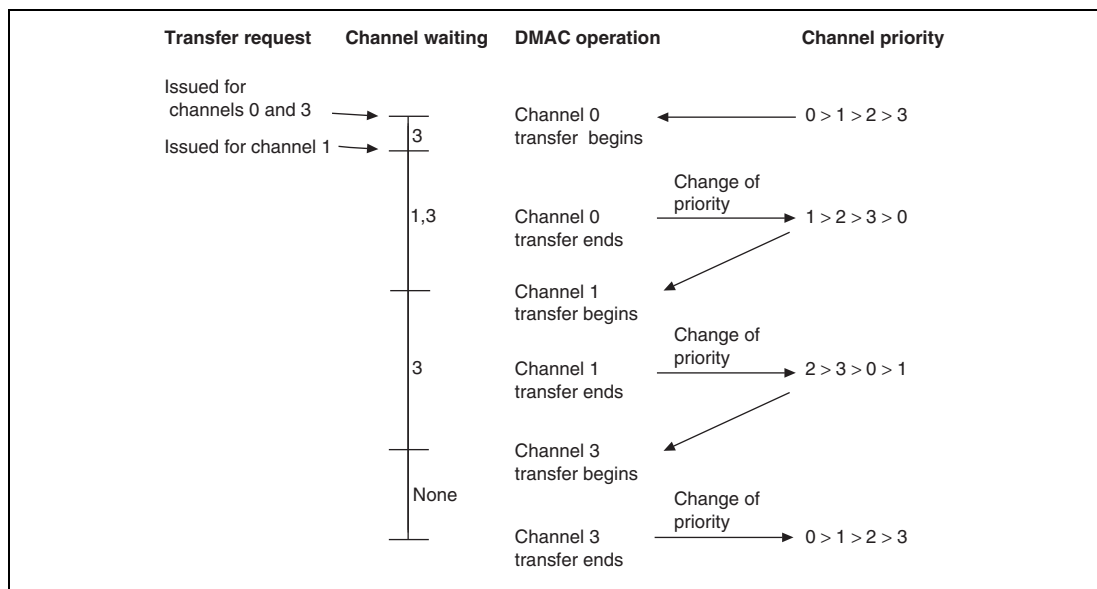 Transfer request Channel waiting DMAC operation Channel priority
Issued for
channels 0 and 3
Channel 0
transfer begins
0 > 1 > 2 > 3
3
Issued for channel 1
1,3
Change of
priority
Channel 0
transfer ends
1 > 2 > 3 > 0
Channel 1
transfer begins
3
Change of
priority
Channel 1
transfer ends
2 > 3 > 0 > 1
Channel 3
transfer begins
None
Change of
priority
Channel 3
transfer ends
0 > 1 > 2 > 3